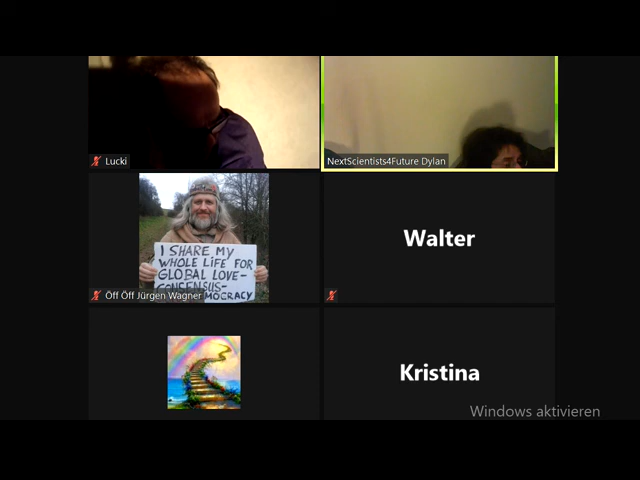 Lucki
NextScientists4Future Dylan
I SHARE MY
WHOLE LIFE FOR
GLOBAL LOVE-
CONSENSUS-
MOCRACY
Öff Öff Jürgen Wagner
Walter
Kristina
Windows aktivieren